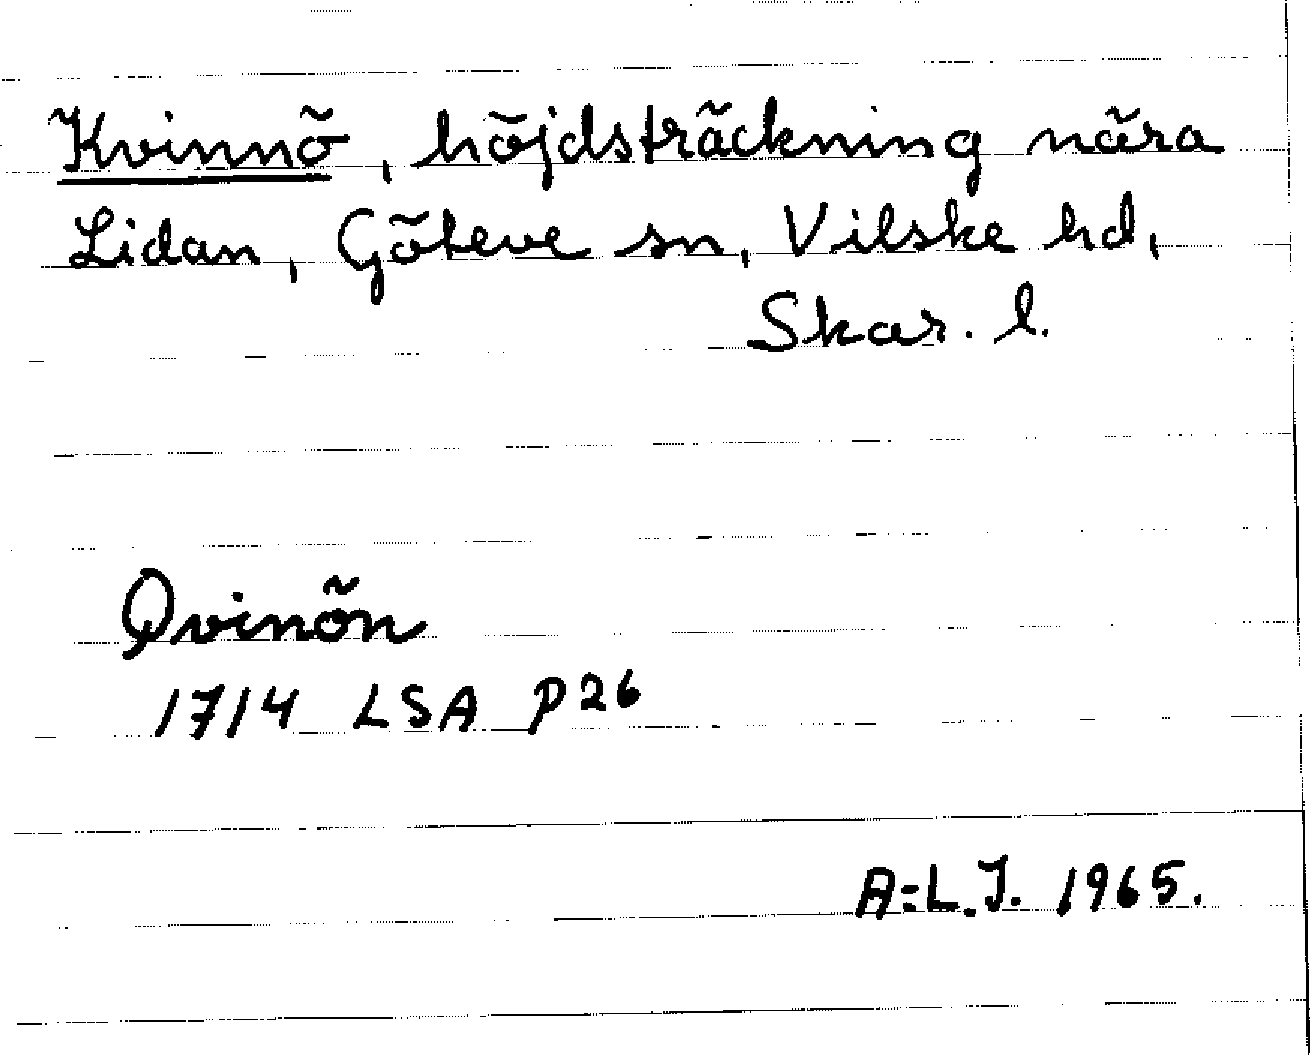 Kvinnö, höjdsträckning nära
Lidan, Göteve sn, Vilske hd,
Skar. l.
Qvinön
1714 LSA P26
A=L.J. 1965.